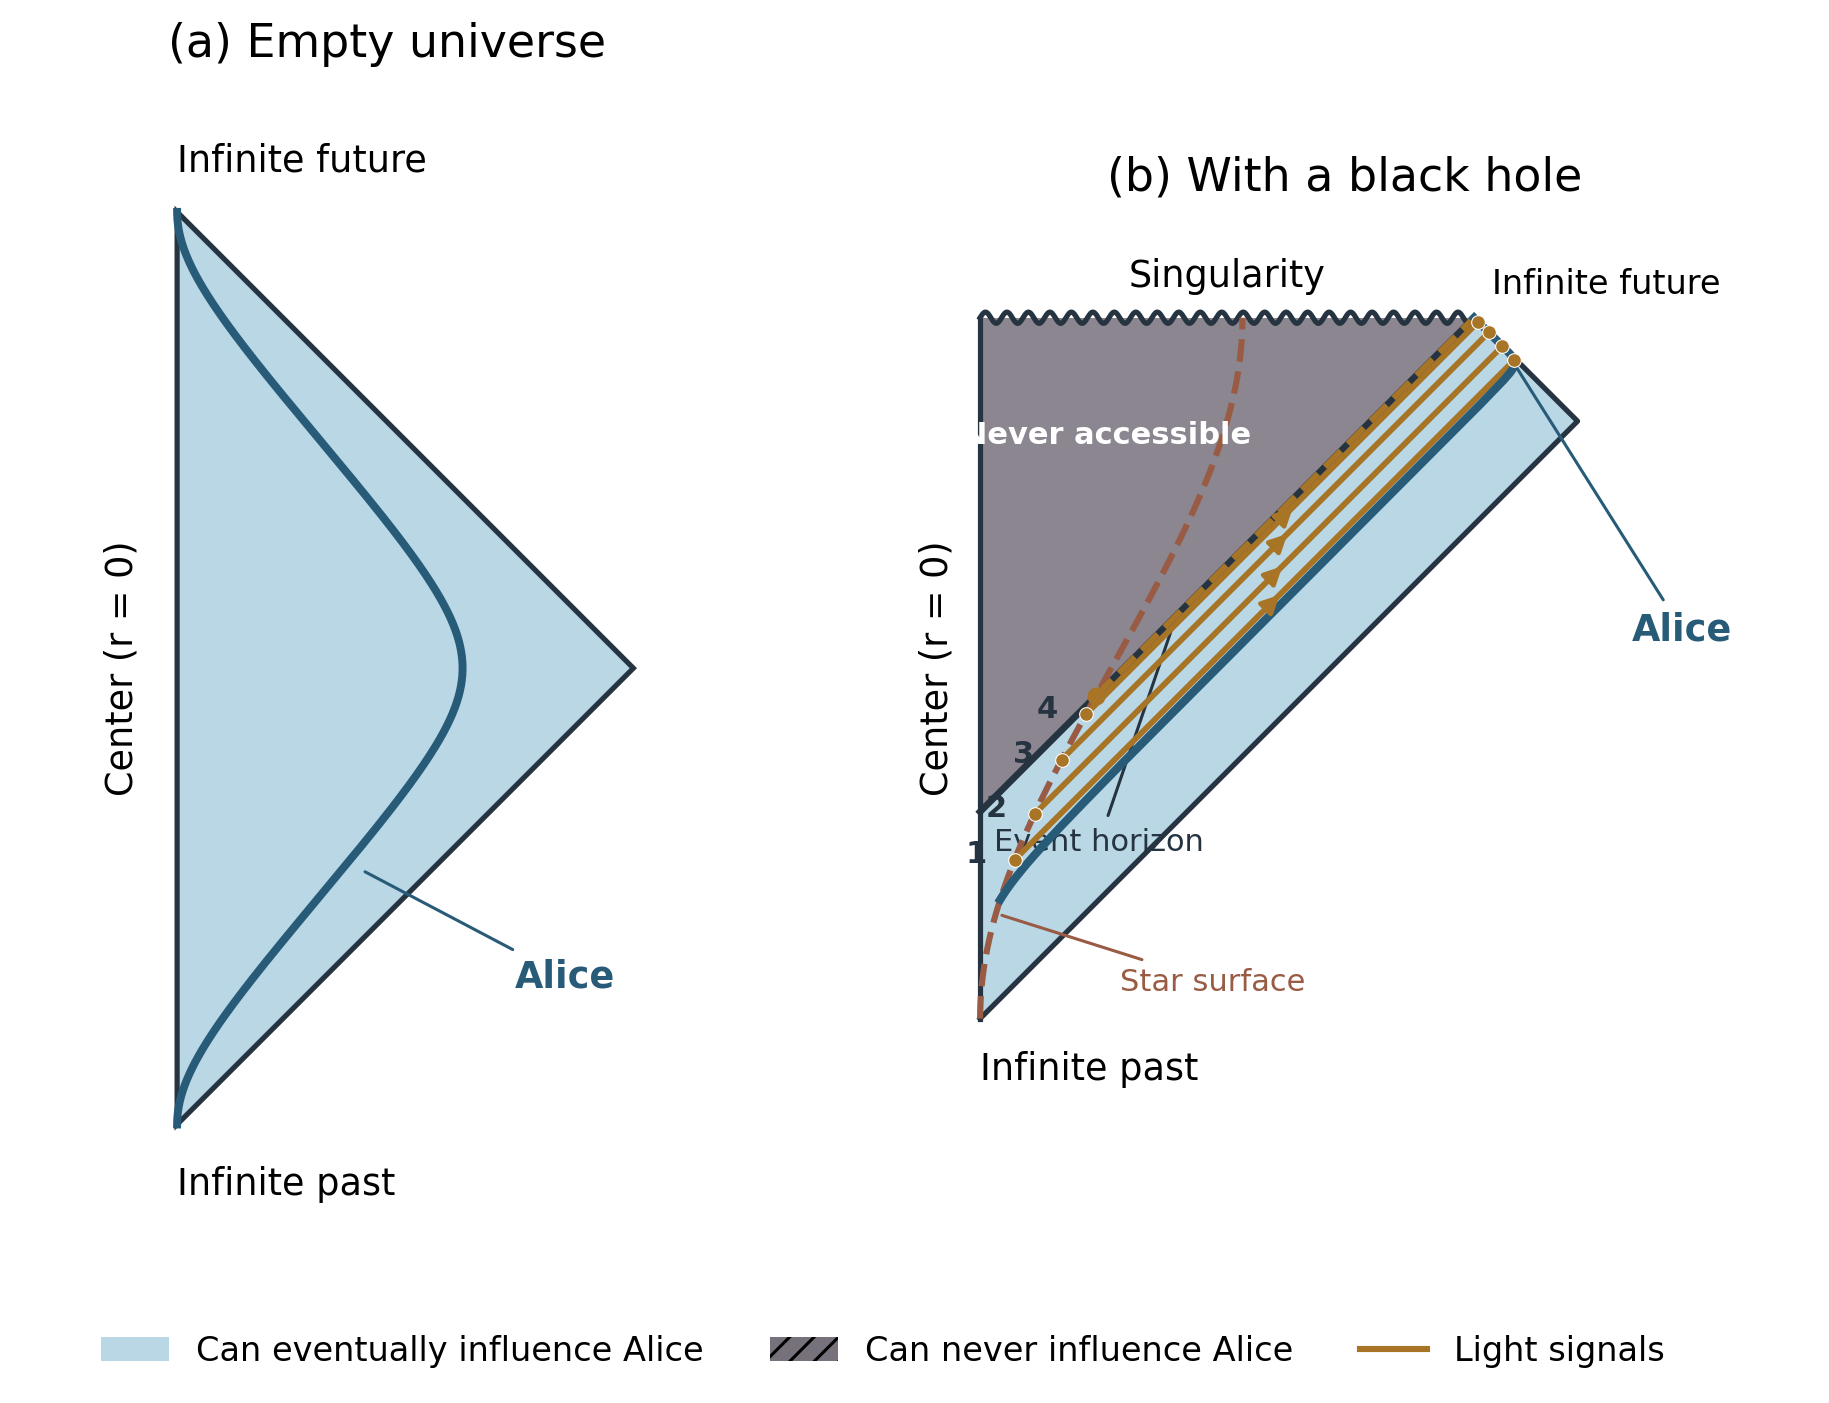 (a) Empty universe
Infinite future
Center (r = 0)
Alice
Infinite past
(b) With a black hole
Singularity
Infinite future
Never accessible
Center (r = 0)
Alice
4
3
2
1
Event horizon
Star surface
Infinite past
Can eventually influence Alice
Can never influence Alice
Light signals